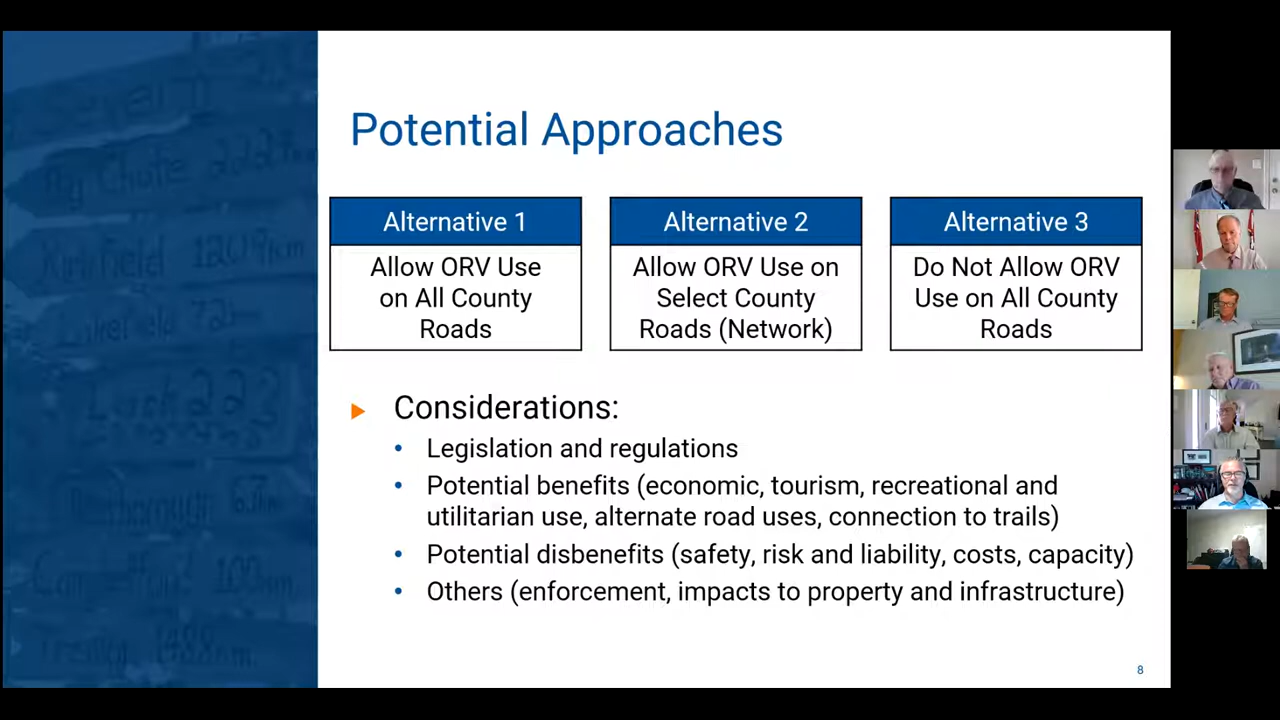 Potential Approaches
Alternative 1
Allow ORV Use
on All County
Roads
Alternative 2
Allow ORV Use on
Select County
Roads (Network)
Alternative 3
Do Not Allow ORV
Use on All County
Roads
Considerations:
• Legislation and regulations
• Potential benefits (economic, tourism, recreational and
utilitarian use, alternate road uses, connection to trails)
• Potential disbenefits (safety, risk and liability, costs, capacity)
• Others (enforcement, impacts to property and infrastructure)
8
Kirkfield